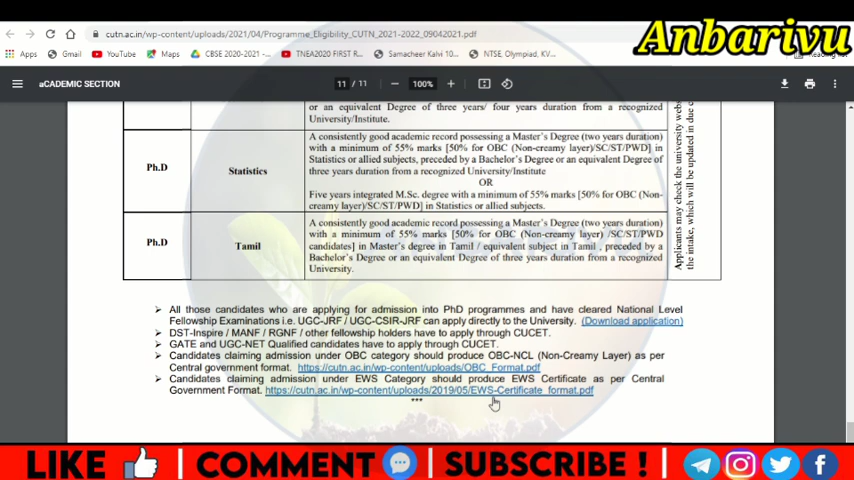 Anbarivu
cutn.ac.in/wp-content/uploads/2021/04/Programme_Eligibility_CUTN_2021-2022_09042021.pdf
Apps Gmail YouTube Maps CBSE 2020-2021 -... TNEA2020 FIRST R... Samacheer Kalvi 10... NTSE, Olympiad, KV... Reading list
aCADEMIC SECTION 11 / 11 100%
or an equivalent Degree of three years/ four years duration from a recognized
University/Institute.
Ph.D
Statistics
A consistently good academic record possessing a Master's Degree (two years duration)
with a minimum of 55% marks [50% for OBC (Non-creamy layer)/SC/ST/PWD] in
Statistics or allied subjects, preceded by a Bachelor's Degree or an equivalent Degree of
three years duration from a recognized University/Institute
OR
Five years integrated M.Sc. degree with a minimum of 55% marks [50% for OBC (Non-
creamy layer)/SC/ST/PWD] in Statistics or allied subjects.
Ph.D
Tamil
A consistently good academic record possessing a Master's Degree (two years duration)
with a minimum of 55% marks [50% for OBC (Non-creamy layer) /SC/ST/PWD
candidates] in Master's degree in Tamil / equivalent subject in Tamil , preceded by a
Bachelor's Degree or an equivalent Degree of three years duration from a recognized
University.
Applicants may check the university webs
the intake, which will be updated in due c
All those candidates who are applying for admission into PhD programmes and have cleared National Level
Fellowship Examinations i.e. UGC-JRF / UGC-CSIR-JRF can apply directly to the University. (Download application)
DST-Inspire / MANF / RGNF / other fellowship holders have to apply through CUCET.
GATE and UGC-NET Qualified candidates have to apply through CUCET.
Candidates claiming admission under OBC category should produce OBC-NCL (Non-Creamy Layer) as per
Central government format. https://cutn.ac.in/wp-content/uploads/OBC_Format.pdf
Candidates claiming admission under EWS Category should produce EWS Certificate as per Central
Government Format. https://cutn.ac.in/wp-content/uploads/2019/05/EWS-Certificate_format.pdf
***
LIKE COMMENT SUBSCRIBE !